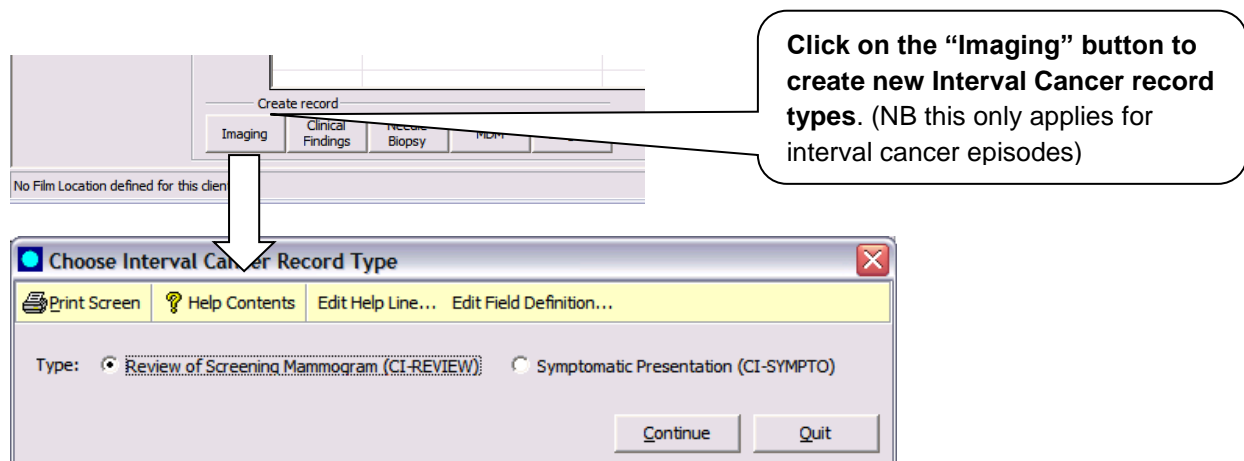 Click on the “Imaging” button to
create new Interval Cancer record
types. (NB this only applies for
interval cancer episodes)
Create record
Imaging
Clinical
Findings
Needle
Biopsy
MDM
No Film Location defined for this client
Choose Interval Cancer Record Type
Print Screen Help Contents Edit Help Line... Edit Field Definition...
Type: Review of Screening Mammogram (CI-REVIEW) Symptomatic Presentation (CI-SYMPTO)
Continue Quit